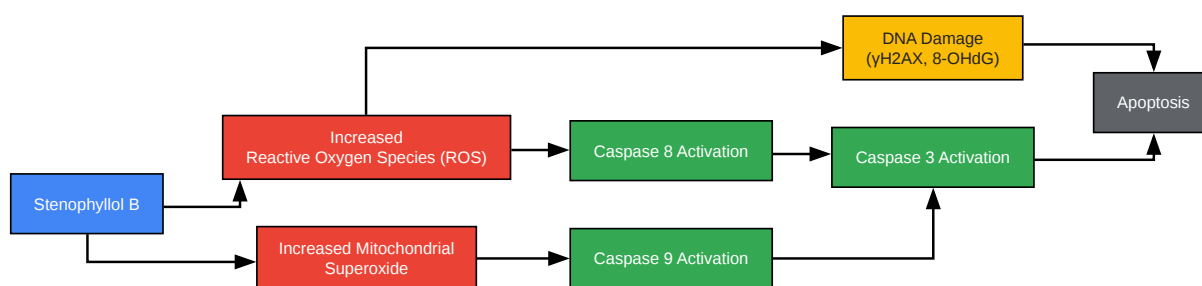 DNA Damage
(γH2AX, 8-OHdG)
Apoptosis
Increased
Reactive Oxygen Species (ROS)
Caspase 8 Activation
Caspase 3 Activation
Stenophyllol B
Increased Mitochondrial
Superoxide
Caspase 9 Activation